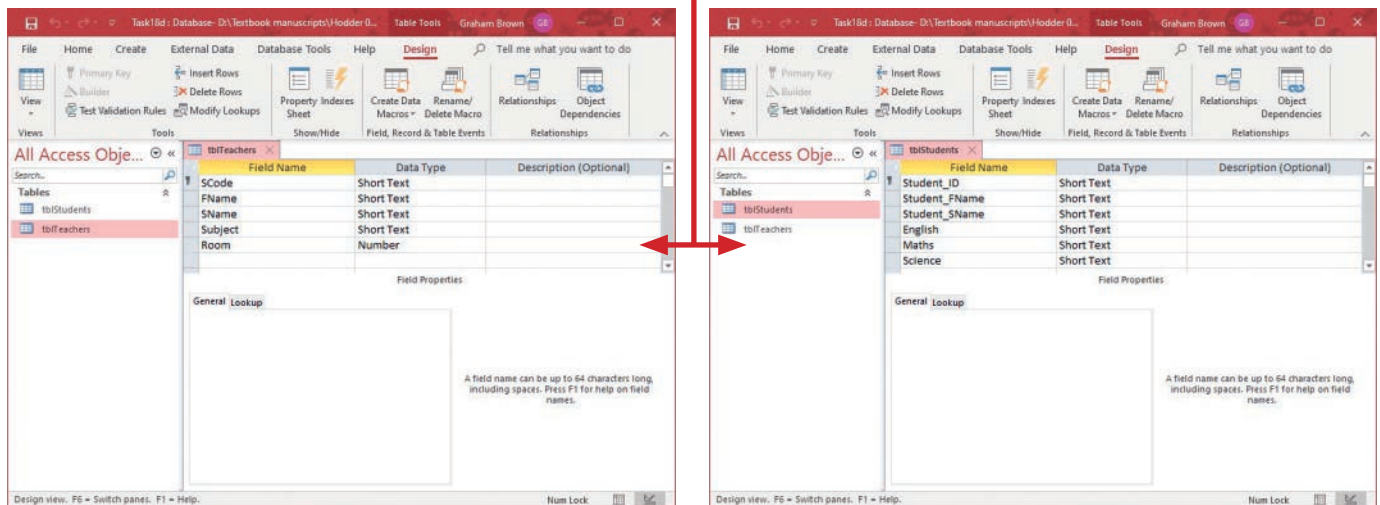 Task18d : Database- D:\Textbook manuscripts\Hodder 0... Table Tools Graham Brown GB
File Home Create External Data Database Tools Help Design Tell me what you want to do
View
Primary Key
Builder
Test Validation Rules
Insert Rows
Delete Rows
Modify Lookups
Property Sheet
Indexes
Create Data Macros
Rename/ Delete Macro
Relationships
Object Dependencies
Views Tools Show/Hide Field, Record & Table Events Relationships
All Access Obje...
Search...
Tables
tblStudents
tblTeachers
tblTeachers
Field Name Data Type Description (Optional)
SCode Short Text
FName Short Text
SName Short Text
Subject Short Text
Room Number
Field Properties
General Lookup
A field name can be up to 64 characters long,
including spaces. Press F1 for help on field
names.
Design view. F6 = Switch panes. F1 = Help. Num Lock
Task18d : Database- D:\Textbook manuscripts\Hodder 0... Table Tools Graham Brown GB
File Home Create External Data Database Tools Help Design Tell me what you want to do
View
Primary Key
Builder
Test Validation Rules
Insert Rows
Delete Rows
Modify Lookups
Property Sheet
Indexes
Create Data Macros
Rename/ Delete Macro
Relationships
Object Dependencies
Views Tools Show/Hide Field, Record & Table Events Relationships
All Access Obje...
Search...
Tables
tblStudents
tblTeachers
tblStudents
Field Name Data Type Description (Optional)
Student_ID Short Text
Student_FName Short Text
Student_SName Short Text
English Short Text
Maths Short Text
Science Short Text
Field Properties
General Lookup
A field name can be up to 64 characters long,
including spaces. Press F1 for help on field
names.
Design view. F6 = Switch panes. F1 = Help. Num Lock